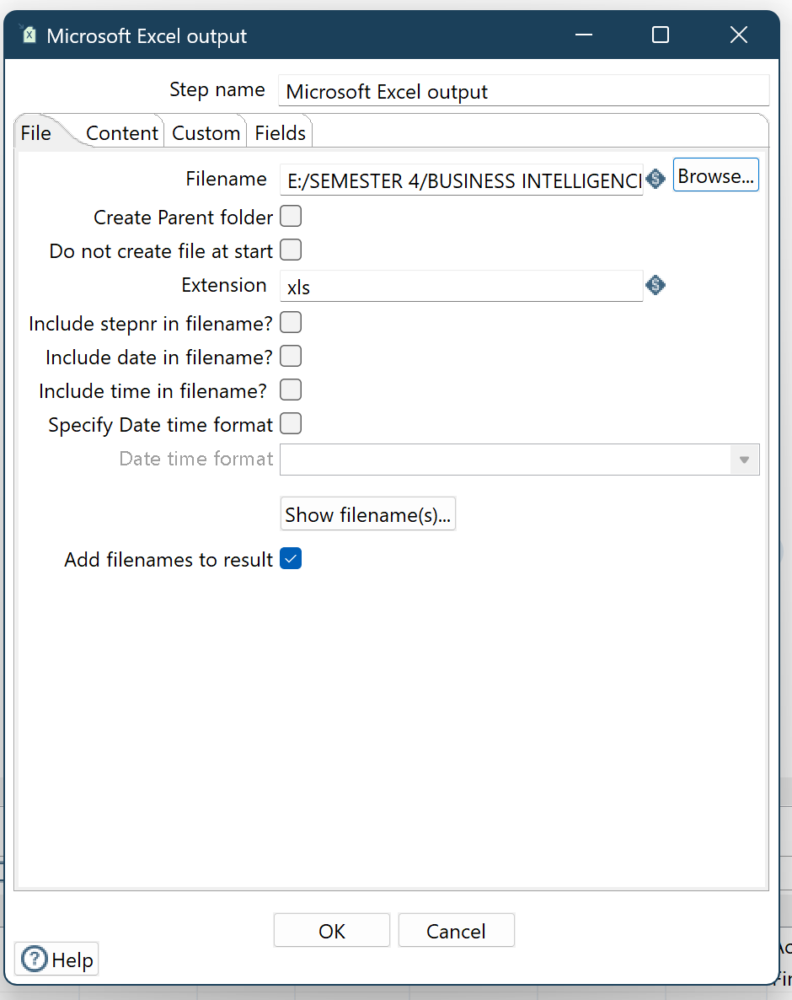 Microsoft Excel output
Step name Microsoft Excel output
File Content Custom Fields
Filename E:/SEMESTER 4/BUSINESS INTELLIGENC Browse...
Create Parent folder
Do not create file at start
Extension xls
Include stepnr in filename?
Include date in filename?
Include time in filename?
Specify Date time format
Date time format
Show filename(s)...
Add filenames to result
OK Cancel
Help